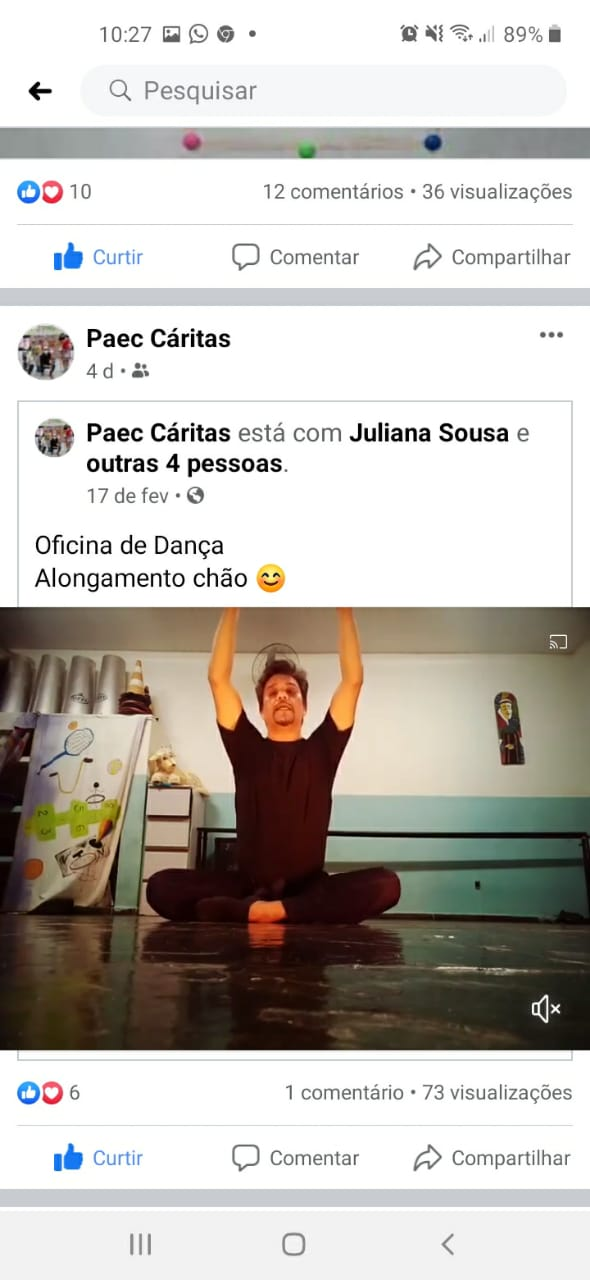 10:27 89%
Pesquisar
10 12 comentários • 36 visualizações
Curtir Comentar Compartilhar
Paec Cáritas
4 d •
Paec Cáritas está com Juliana Sousa e
outras 4 pessoas.
17 de fev •
Oficina de Dança
Alongamento chão 😊
6 1 comentário • 73 visualizações
Curtir Comentar Compartilhar